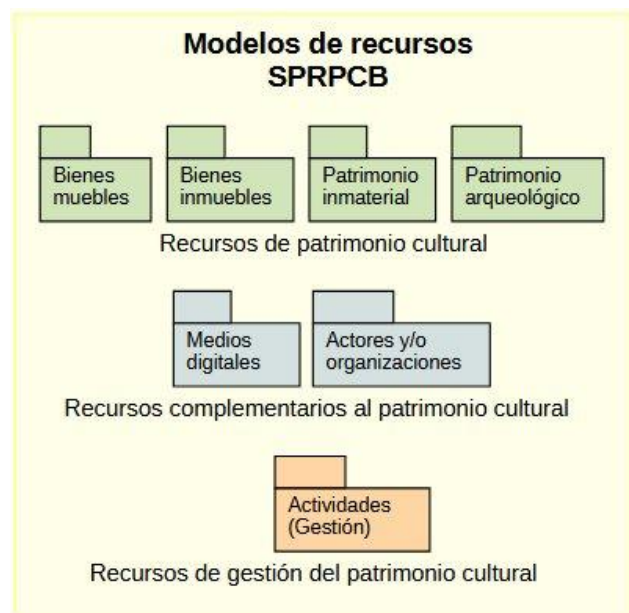 Modelos de recursos
SPRPCB
Bienes
muebles
Bienes
inmuebles
Patrimonio
inmaterial
Patrimonio
arqueológico
Recursos de patrimonio cultural
Medios
digitales
Actores y/o
organizaciones
Recursos complementarios al patrimonio cultural
Actividades
(Gestión)
Recursos de gestión del patrimonio cultural